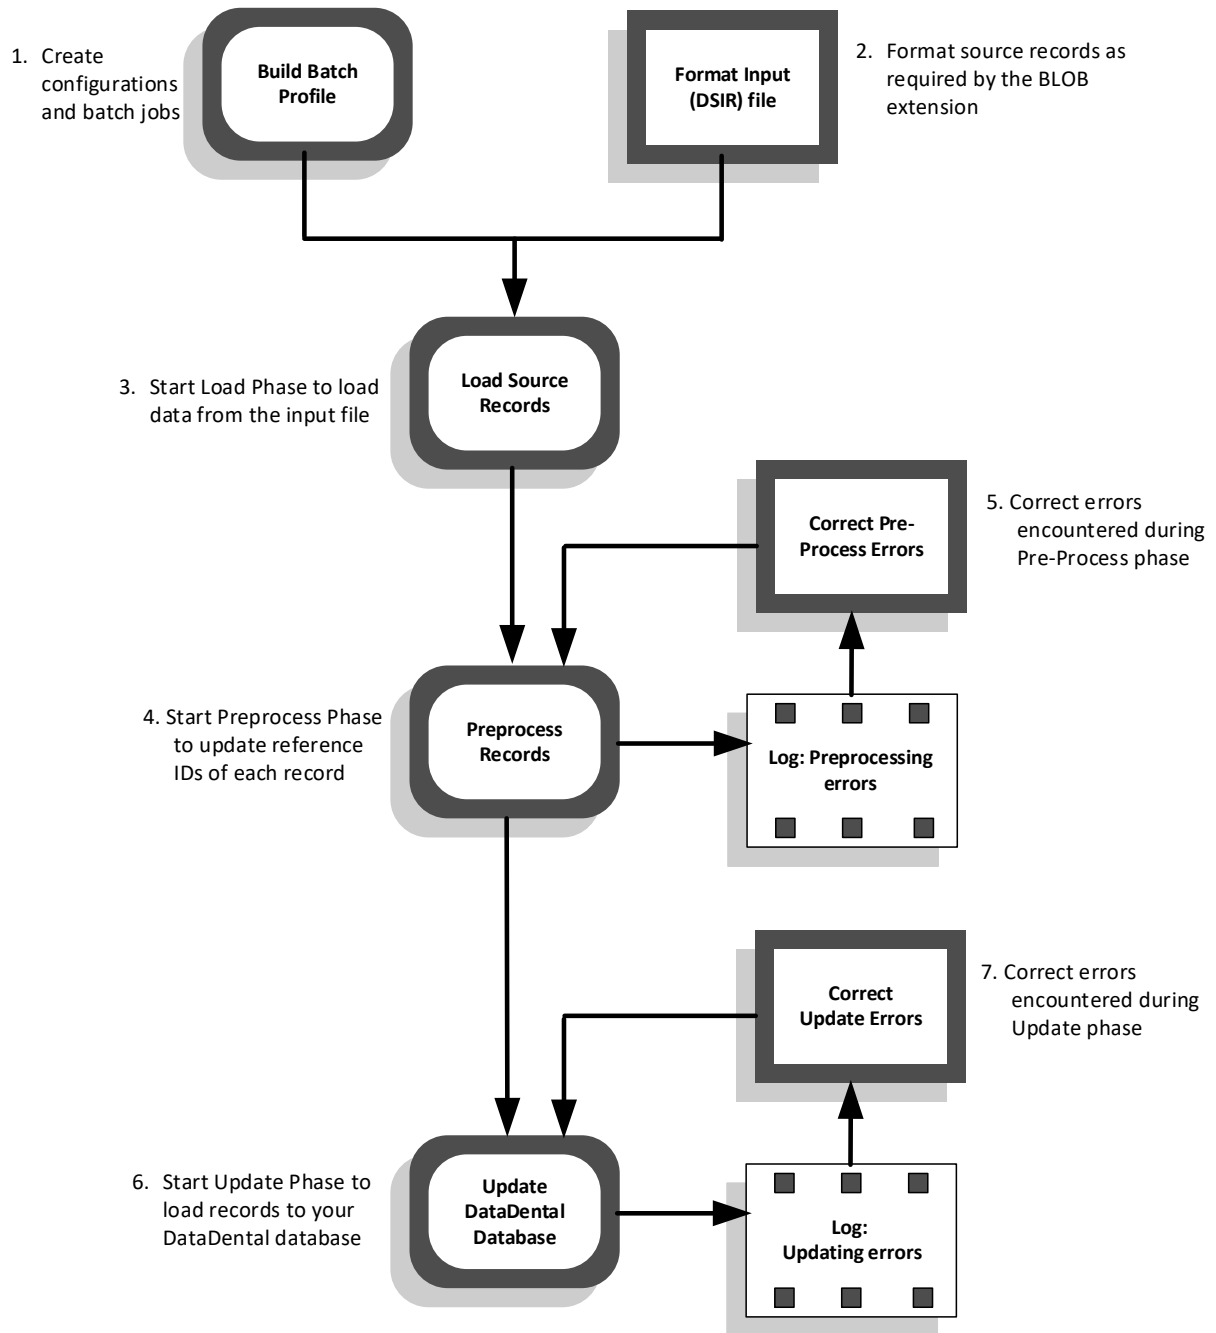 1. Create
configurations
and batch jobs
Build Batch
Profile
Format Input
(DSIR) file
2. Format source records as
required by the BLOB
extension
3. Start Load Phase to load
data from the input file
Load Source
Records
Correct Pre-
Process Errors
5. Correct errors
encountered during
Pre-Process phase
4. Start Preprocess Phase
to update reference
IDs of each record
Preprocess
Records
Log: Preprocessing
errors
Correct
Update Errors
7. Correct errors
encountered during
Update phase
6. Start Update Phase to
load records to your
DataDental database
Update
DataDental
Database
Log:
Updating errors